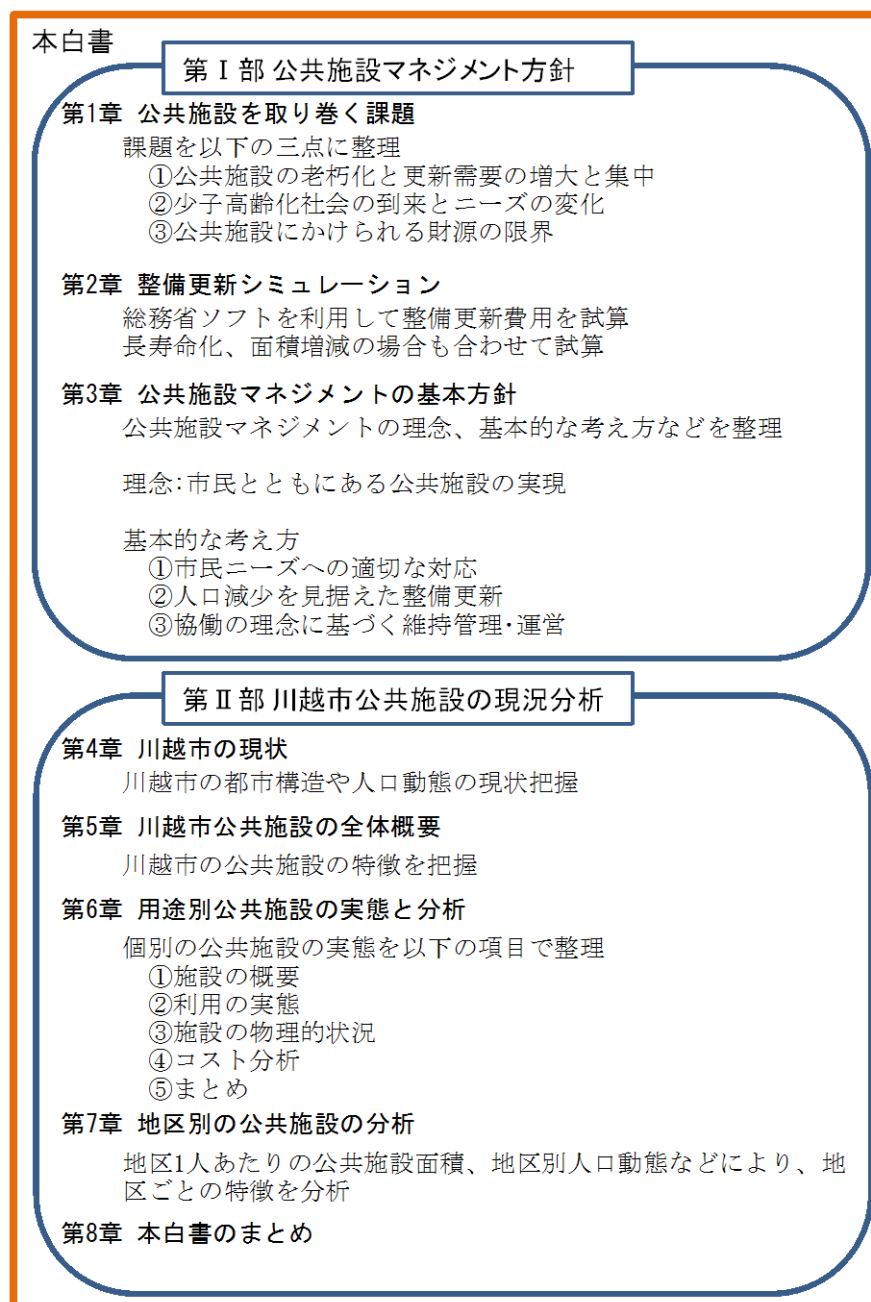 本白書
第Ⅰ部 公共施設マネジメント方針
第1章 公共施設を取り巻く課題
課題を以下の三点に整理
①公共施設の老朽化と更新需要の増大と集中
②少子高齢化社会の到来とニーズの変化
③公共施設にかけられる財源の限界
第2章 整備更新シミュレーション
総務省ソフトを利用して整備更新費用を試算
長寿命化、面積増減の場合も合わせて試算
第3章 公共施設マネジメントの基本方針
公共施設マネジメントの理念、基本的な考え方などを整理
理念:市民とともにある公共施設の実現
基本的な考え方
①市民ニーズへの適切な対応
②人口減少を見据えた整備更新
③協働の理念に基づく維持管理・運営
第Ⅱ部 川越市公共施設の現況分析
第4章 川越市の現状
川越市の都市構造や人口動態の現状把握
第5章 川越市公共施設の全体概要
川越市の公共施設の特徴を把握
第6章 用途別公共施設の実態と分析
個別の公共施設の実態を以下の項目で整理
①施設の概要
②利用の実態
③施設の物理的状況
④コスト分析
⑤まとめ
第7章 地区別の公共施設の分析
地区1人あたりの公共施設面積、地区別人口動態などにより、地
区ごとの特徴を分析
第8章 本白書のまとめ